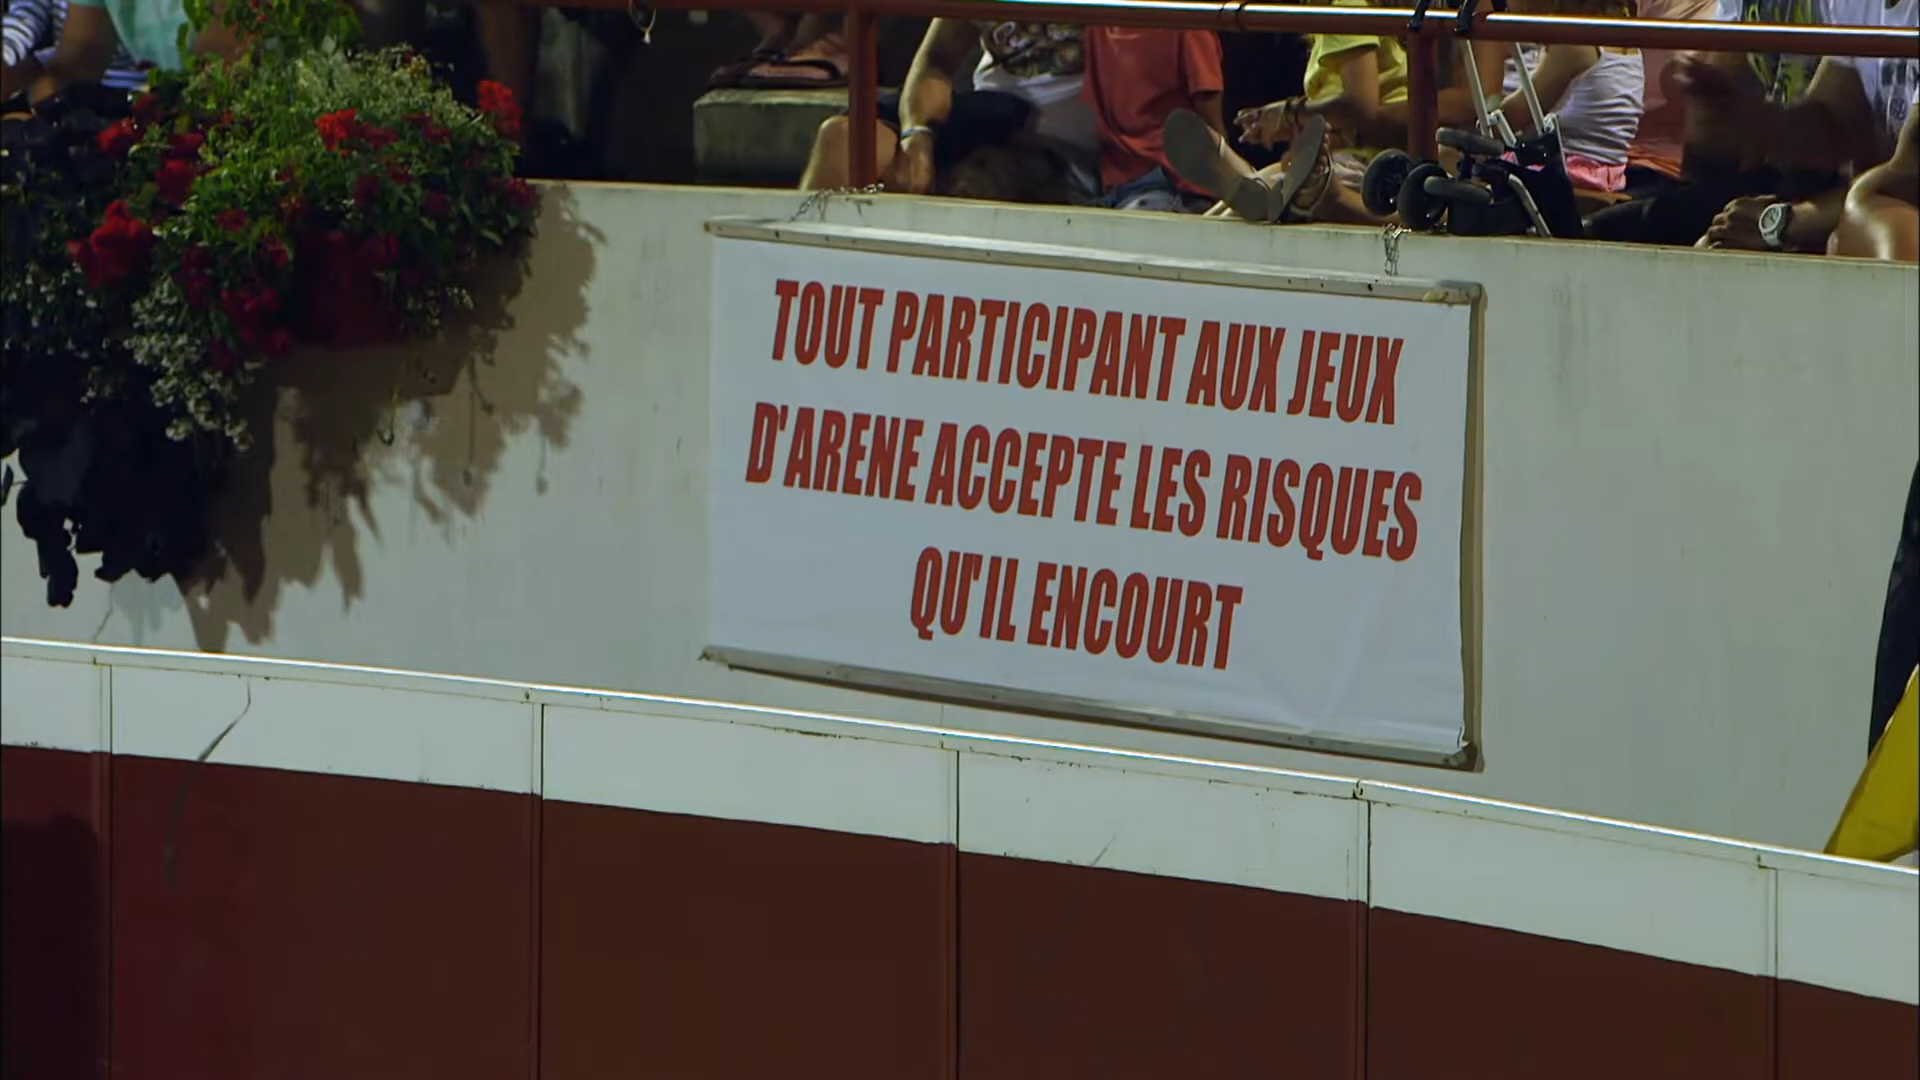 TOUT PARTICIPANT AUX JEUX
D'ARENE ACCEPTE LES RISQUES
QU'IL ENCOURT